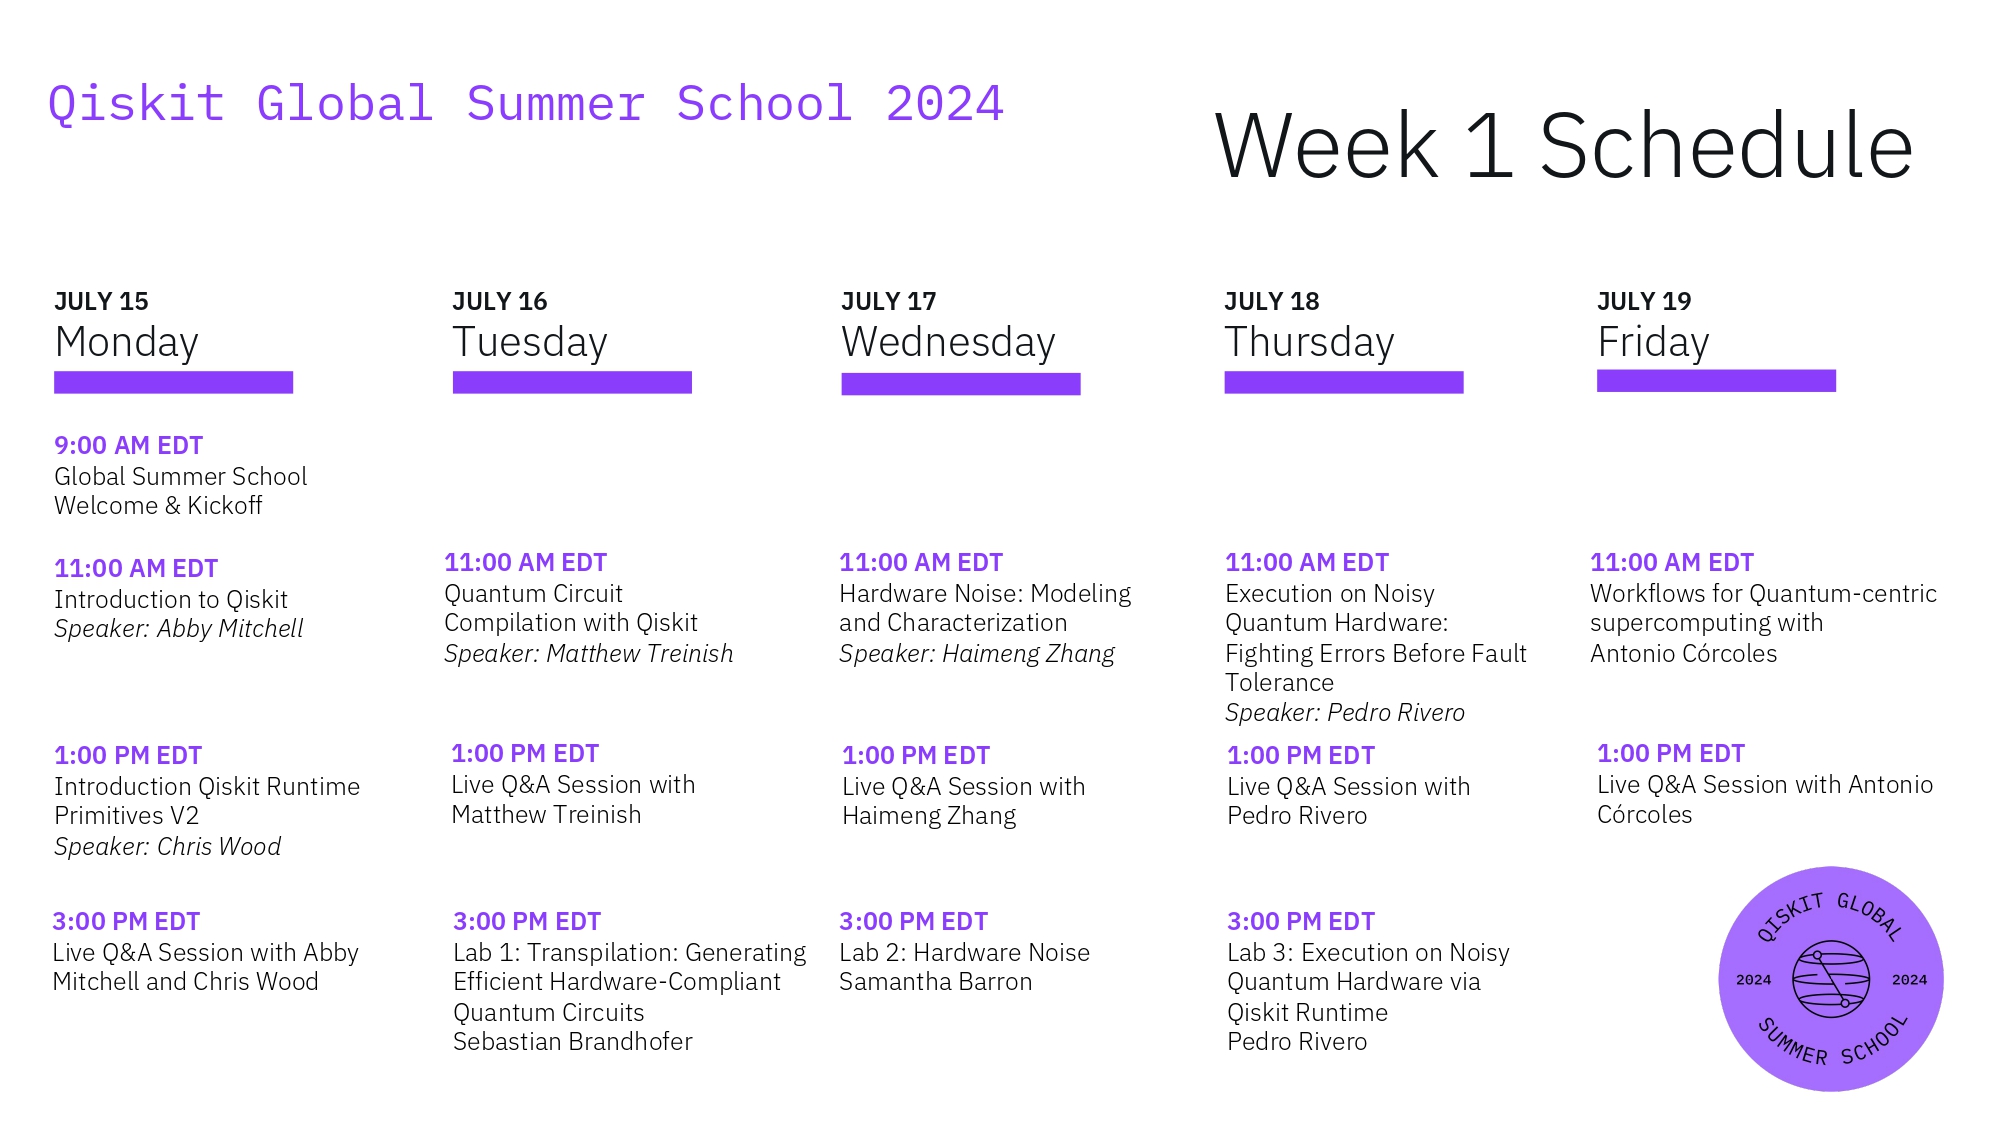 Qiskit Global Summer School 2024
Week 1 Schedule
JULY 15
Monday
9:00 AM EDT
Global Summer School
Welcome & Kickoff
11:00 AM EDT
Introduction to Qiskit
Speaker: Abby Mitchell
1:00 PM EDT
Introduction Qiskit Runtime
Primitives V2
Speaker: Chris Wood
3:00 PM EDT
Live Q&A Session with Abby
Mitchell and Chris Wood
JULY 16
Tuesday
11:00 AM EDT
Quantum Circuit
Compilation with Qiskit
Speaker: Matthew Treinish
1:00 PM EDT
Live Q&A Session with
Matthew Treinish
3:00 PM EDT
Lab 1: Transpilation: Generating
Efficient Hardware-Compliant
Quantum Circuits
Sebastian Brandhofer
JULY 17
Wednesday
11:00 AM EDT
Hardware Noise: Modeling
and Characterization
Speaker: Haimeng Zhang
1:00 PM EDT
Live Q&A Session with
Haimeng Zhang
3:00 PM EDT
Lab 2: Hardware Noise
Samantha Barron
JULY 18
Thursday
11:00 AM EDT
Execution on Noisy
Quantum Hardware:
Fighting Errors Before Fault
Tolerance
Speaker: Pedro Rivero
1:00 PM EDT
Live Q&A Session with
Pedro Rivero
3:00 PM EDT
Lab 3: Execution on Noisy
Quantum Hardware via
Qiskit Runtime
Pedro Rivero
JULY 19
Friday
11:00 AM EDT
Workflows for Quantum-centric
supercomputing with
Antonio Córcoles
1:00 PM EDT
Live Q&A Session with Antonio
Córcoles
QISKIT GLOBAL
2024 2024
SUMMER SCHOOL